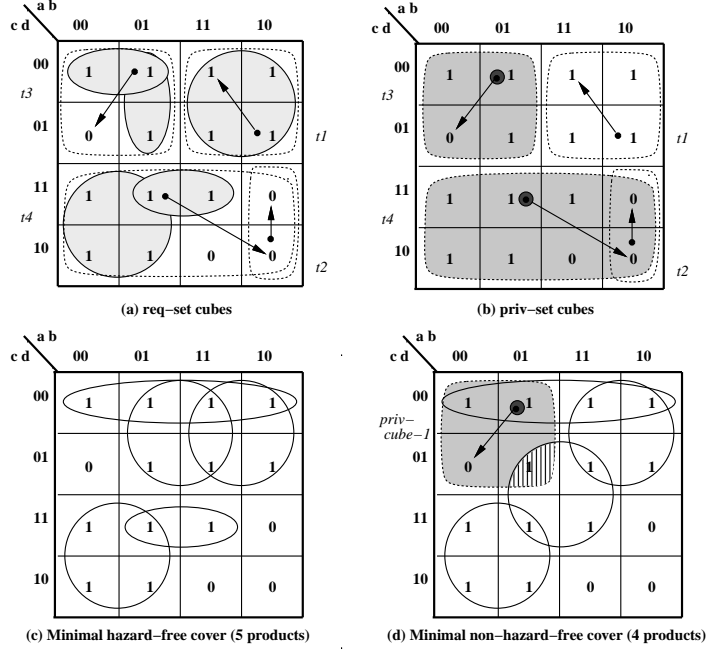 a b
c d 00 01 11 10
00 1 1 1 1
t3
01 0 1 1 1 t1
11 1 1 1 0
t4
10 1 1 0 0 t2
(a) req−set cubes
a b
c d 00 01 11 10
00 1 1 1 1
t3
01 0 1 1 1 t1
11 1 1 1 0
t4
10 1 1 0 0 t2
(b) priv−set cubes
a b
c d 00 01 11 10
00 1 1 1 1
01 0 1 1 1
11 1 1 1 0
10 1 1 0 0
(c) Minimal hazard−free cover (5 products)
a b
c d 00 01 11 10
00 1 1 1 1
priv−
cube−1
01 0 1 1 1
11 1 1 1 0
10 1 1 0 0
(d) Minimal non−hazard−free cover (4 products)